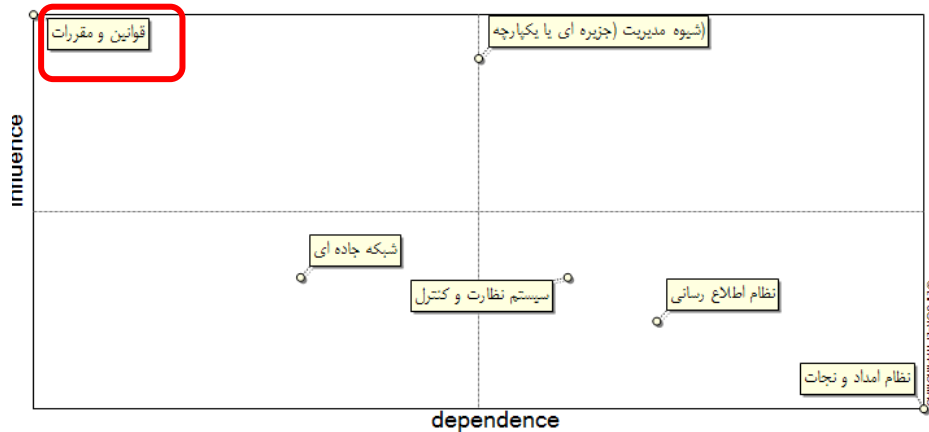 قوانین و مقررات
(شیوه مدیریت (جزیره ای یا یکپارچه
influence
شبکه جاده ای
سیستم نظارت و کنترل
نظام اطلاع رسانی
نظام امداد و نجات
dependence